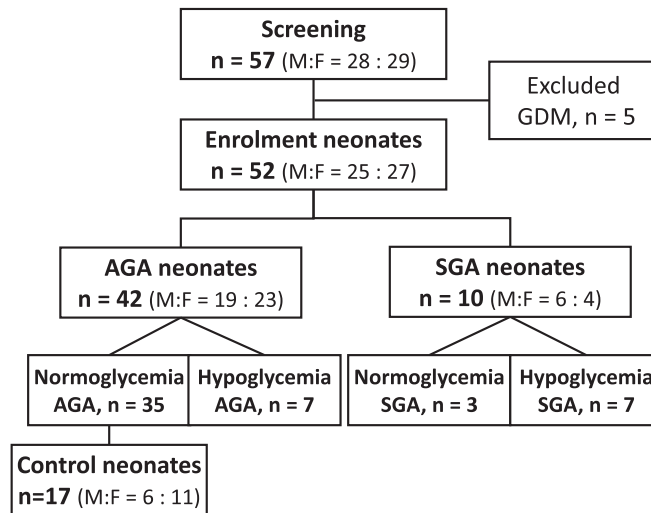 Screening
n = 57 (M:F = 28 : 29)
Excluded
GDM, n = 5
Enrolment neonates
n = 52 (M:F = 25 : 27)
AGA neonates
n = 42 (M:F = 19 : 23)
SGA neonates
n = 10 (M:F = 6 : 4)
Normoglycemia
AGA, n = 35
Hypoglycemia
AGA, n = 7
Normoglycemia
SGA, n = 3
Hypoglycemia
SGA, n = 7
Control neonates
n=17 (M:F = 6 : 11)